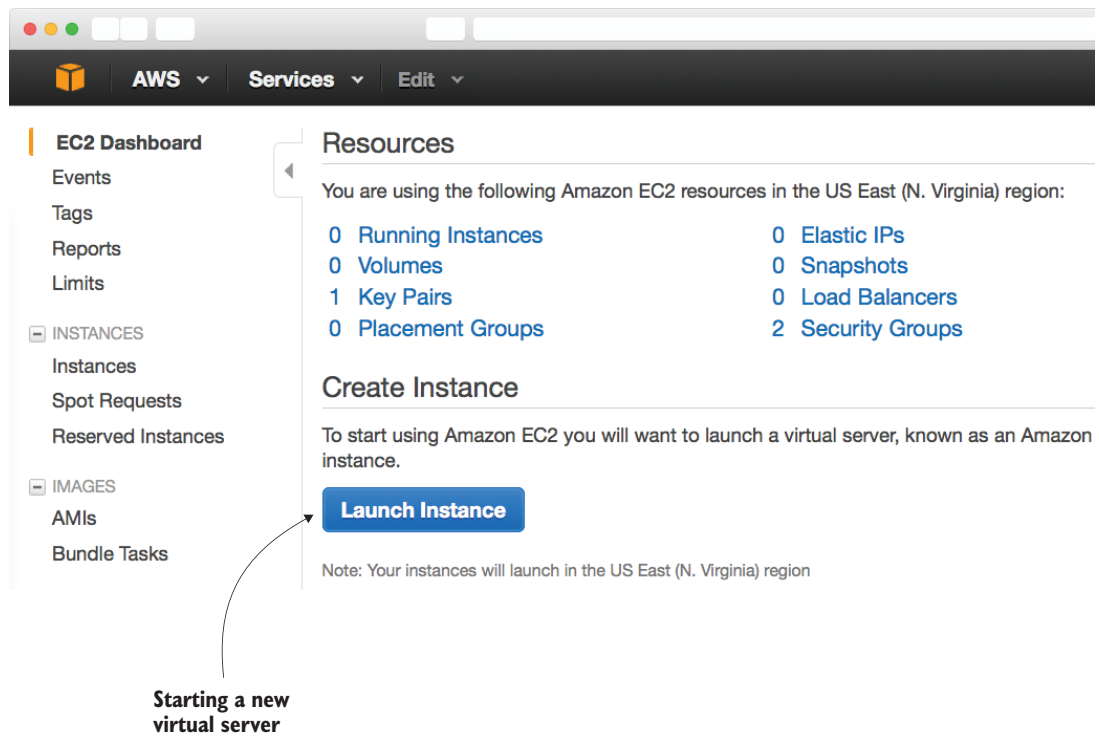 AWS Services Edit
EC2 Dashboard
Events
Tags
Reports
Limits
INSTANCES
Instances
Spot Requests
Reserved Instances
IMAGES
AMIs
Bundle Tasks
Resources
You are using the following Amazon EC2 resources in the US East (N. Virginia) region:
0 Running Instances
0 Volumes
1 Key Pairs
0 Placement Groups
0 Elastic IPs
0 Snapshots
0 Load Balancers
2 Security Groups
Create Instance
To start using Amazon EC2 you will want to launch a virtual server, known as an Amazon
instance.
Launch Instance
Note: Your instances will launch in the US East (N. Virginia) region
Starting a new
virtual server